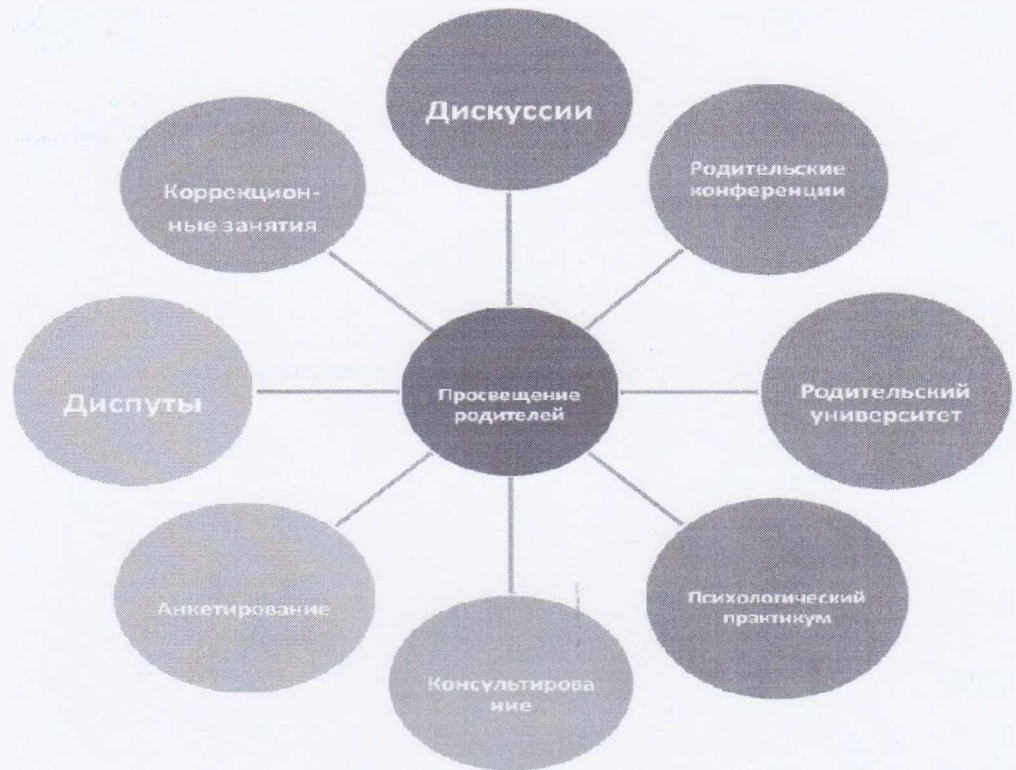 Дискуссии
Родительские
конференции
Родительский
университет
Психологический
практикум
Консультирова
ние
Анкетирование
Диспуты
Коррекцион-
ные занятия
Просвещение
родителей